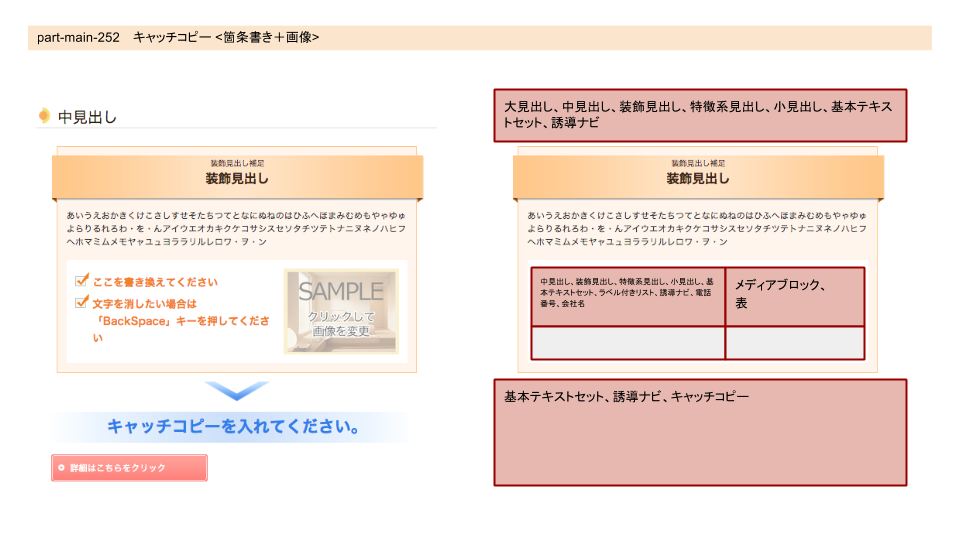 part-main-252　キャッチコピー <箇条書き＋画像>
中見出し
装飾見出し補足
装飾見出し
あいうえおかきくけこさしすせそたちつてとなにぬねのはひふへほまみむめもやゃゆゅ
よらりるれろわ・を・んアイウエオカキクケコサシスセソタチツテトナニヌネノハヒフ
ヘホマミムメモヤャユュヨラリルレロワ・ヲ・ン
ここを書き換えてください
文字を消したい場合は
「BackSpace」キーを押してくださ
い
SAMPLE
クリックして
画像を変更
キャッチコピーを入れてください。
詳細はこちらをクリック
大見出し、中見出し、装飾見出し、特徴系見出し、小見出し、基本テキス
トセット、誘導ナビ
装飾見出し補足
装飾見出し
あいうえおかきくけこさしすせそたちつてとなにぬねのはひふへほまみむめもやゃゆゅ
よらりるれろわ・を・んアイウエオカキクケコサシスセソタチツテトナニヌネノハヒフ
ヘホマミムメモヤャユュヨラリルレロワ・ヲ・ン
中見出し、装飾見出し、特徴系見出し、小見出し、基
本テキストセット、ラベル付きリスト、誘導ナビ、電話
番号、会社名
メディアブロック、
表
基本テキストセット、誘導ナビ、キャッチコピー